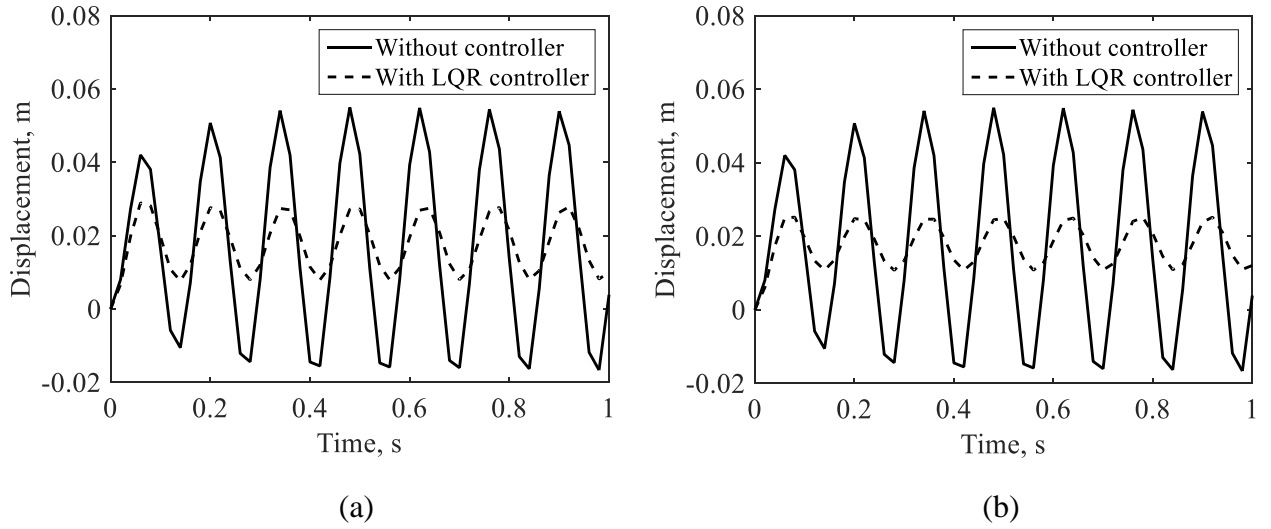 0.08
0.06
0.04
0.02
0
-0.02
Displacement, m
Without controller
With LQR controller
0
0.2
0.4
0.6
0.8
1
Time, s
(a)
0.08
0.06
0.04
0.02
0
-0.02
Displacement, m
Without controller
With LQR controller
0
0.2
0.4
0.6
0.8
1
Time, s
(b)